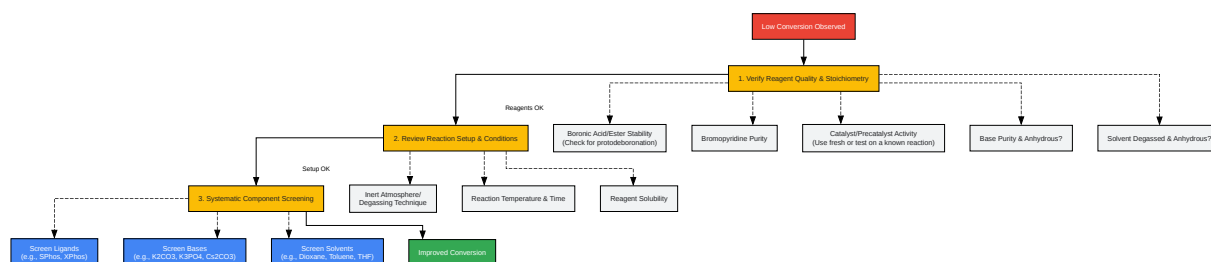 Low Conversion Observed
1. Verify Reagent Quality & Stoichiometry
Reagents OK
Boronic Acid/Ester Stability
(Check for protodeboronation)
Bromopyridine Purity
Catalyst/Precatalyst Activity
(Use fresh or test on a known reaction)
Base Purity & Anhydrous?
Solvent Degassed & Anhydrous?
2. Review Reaction Setup & Conditions
Setup OK
Inert Atmosphere/
Degassing Technique
Reaction Temperature & Time
Reagent Solubility
3. Systematic Component Screening
Screen Ligands
(e.g., SPhos, XPhos)
Screen Bases
(e.g., K2CO3, K3PO4, Cs2CO3)
Screen Solvents
(e.g., Dioxane, Toluene, THF)
Improved Conversion